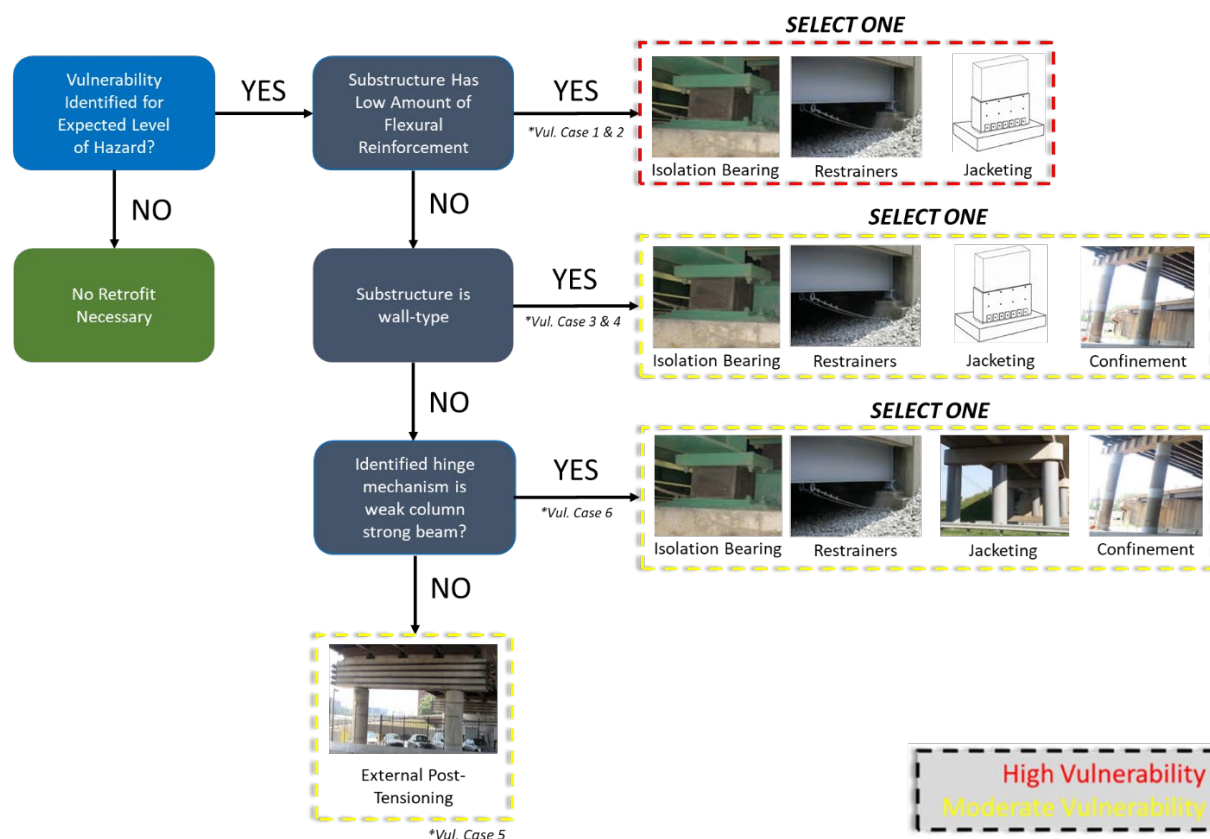 SELECT ONE
Vulnerability
Identified for
Expected Level
of Hazard?
YES
Substructure Has
Low Amount of
Flexural
Reinforcement
YES
*Vul. Case 1 & 2
Isolation Bearing
Restrainers
Jacketing
NO
NO
SELECT ONE
No Retrofit
Necessary
Substructure is
wall-type
YES
*Vul. Case 3 & 4
Isolation Bearing
Restrainers
Jacketing
Confinement
NO
SELECT ONE
Identified hinge
mechanism is
weak column
strong beam?
YES
*Vul. Case 6
Isolation Bearing
Restrainers
Jacketing
Confinement
NO
External Post-
Tensioning
*Vul. Case 5
High Vulnerability
Moderate Vulnerability